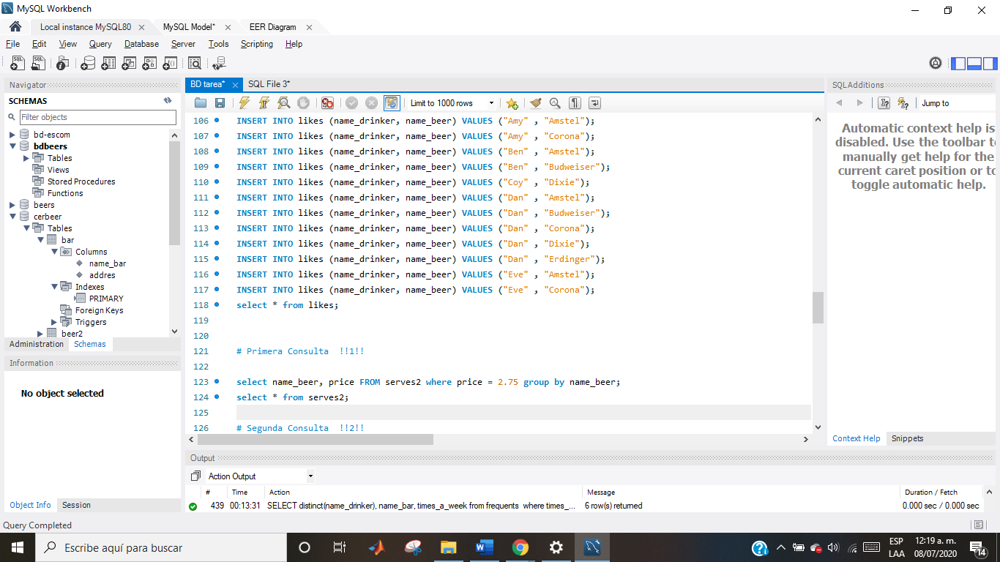 MySQL Workbench
Local instance MySQL80
MySQL Model*
EER Diagram
File Edit View Query Database Server Tools Scripting Help
Navigator
SCHEMAS
Filter objects
bd-escom
bdbeers
Tables
Views
Stored Procedures
Functions
beers
cerbeer
Tables
bar
Columns
name_bar
addres
Indexes
PRIMARY
Foreign Keys
Triggers
beer2
Administration Schemas
Information
No object selected
Object Info Session
Query Completed
BD tarea* SQL File 3*
Limit to 1000 rows
106 INSERT INTO likes (name_drinker, name_beer) VALUES ("Amy" , "Amstel");
107 INSERT INTO likes (name_drinker, name_beer) VALUES ("Amy" , "Corona");
108 INSERT INTO likes (name_drinker, name_beer) VALUES ("Ben" , "Amstel");
109 INSERT INTO likes (name_drinker, name_beer) VALUES ("Ben" , "Budweiser");
110 INSERT INTO likes (name_drinker, name_beer) VALUES ("Coy" , "Dixie");
111 INSERT INTO likes (name_drinker, name_beer) VALUES ("Dan" , "Amstel");
112 INSERT INTO likes (name_drinker, name_beer) VALUES ("Dan" , "Budweiser");
113 INSERT INTO likes (name_drinker, name_beer) VALUES ("Dan" , "Corona");
114 INSERT INTO likes (name_drinker, name_beer) VALUES ("Dan" , "Dixie");
115 INSERT INTO likes (name_drinker, name_beer) VALUES ("Dan" , "Erdinger");
116 INSERT INTO likes (name_drinker, name_beer) VALUES ("Eve" , "Amstel");
117 INSERT INTO likes (name_drinker, name_beer) VALUES ("Eve" , "Corona");
118 select * from likes;
119
120
121 # Primera Consulta !!1!!
122
123 select name_beer, price FROM serves2 where price = 2.75 group by name_beer;
124 select * from serves2;
125
126 # Segunda Consulta !!2!!
Output
Action Output
# Time Action Message Duration / Fetch
439 00:13:31 SELECT distinct(name_drinker), name_bar, times_a_week from frequents where times_... 6 row(s) returned 0.000 sec / 0.000 sec
SQLAdditions
Jump to
Automatic context help is
disabled. Use the toolbar t
manually get help for the
current caret position or to
toggle automatic help.
Context Help Snippets
Escribe aquí para buscar
ESP
LAA
12:19 a. m.
08/07/2020
14